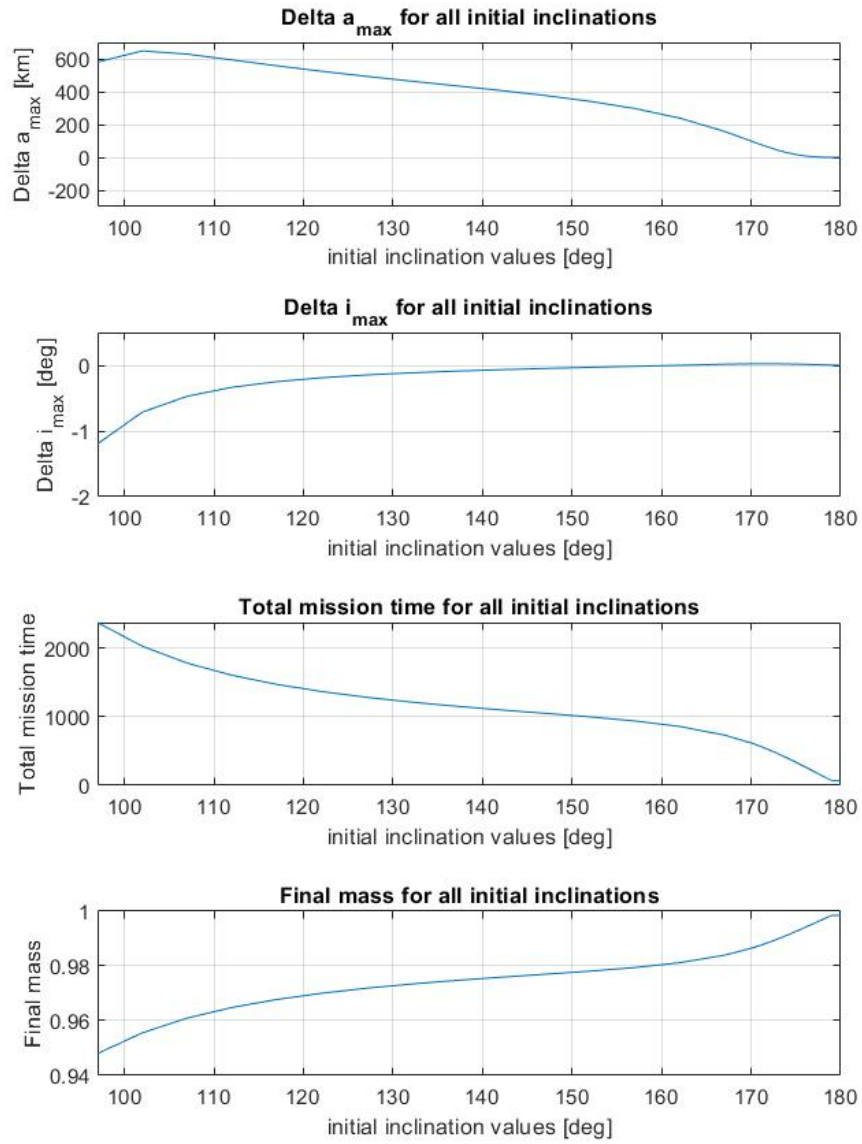 Delta a_max for all initial inclinations
Delta a_max [km]
600
400
200
0
-200
100 110 120 130 140 150 160 170 180
initial inclination values [deg]
Delta i_max for all initial inclinations
Delta i_max [deg]
0
-1
-2
100 110 120 130 140 150 160 170 180
initial inclination values [deg]
Total mission time for all initial inclinations
Total mission time
2000
1000
0
100 110 120 130 140 150 160 170 180
initial inclination values [deg]
Final mass for all initial inclinations
Final mass
1
0.98
0.96
0.94
100 110 120 130 140 150 160 170 180
initial inclination values [deg]